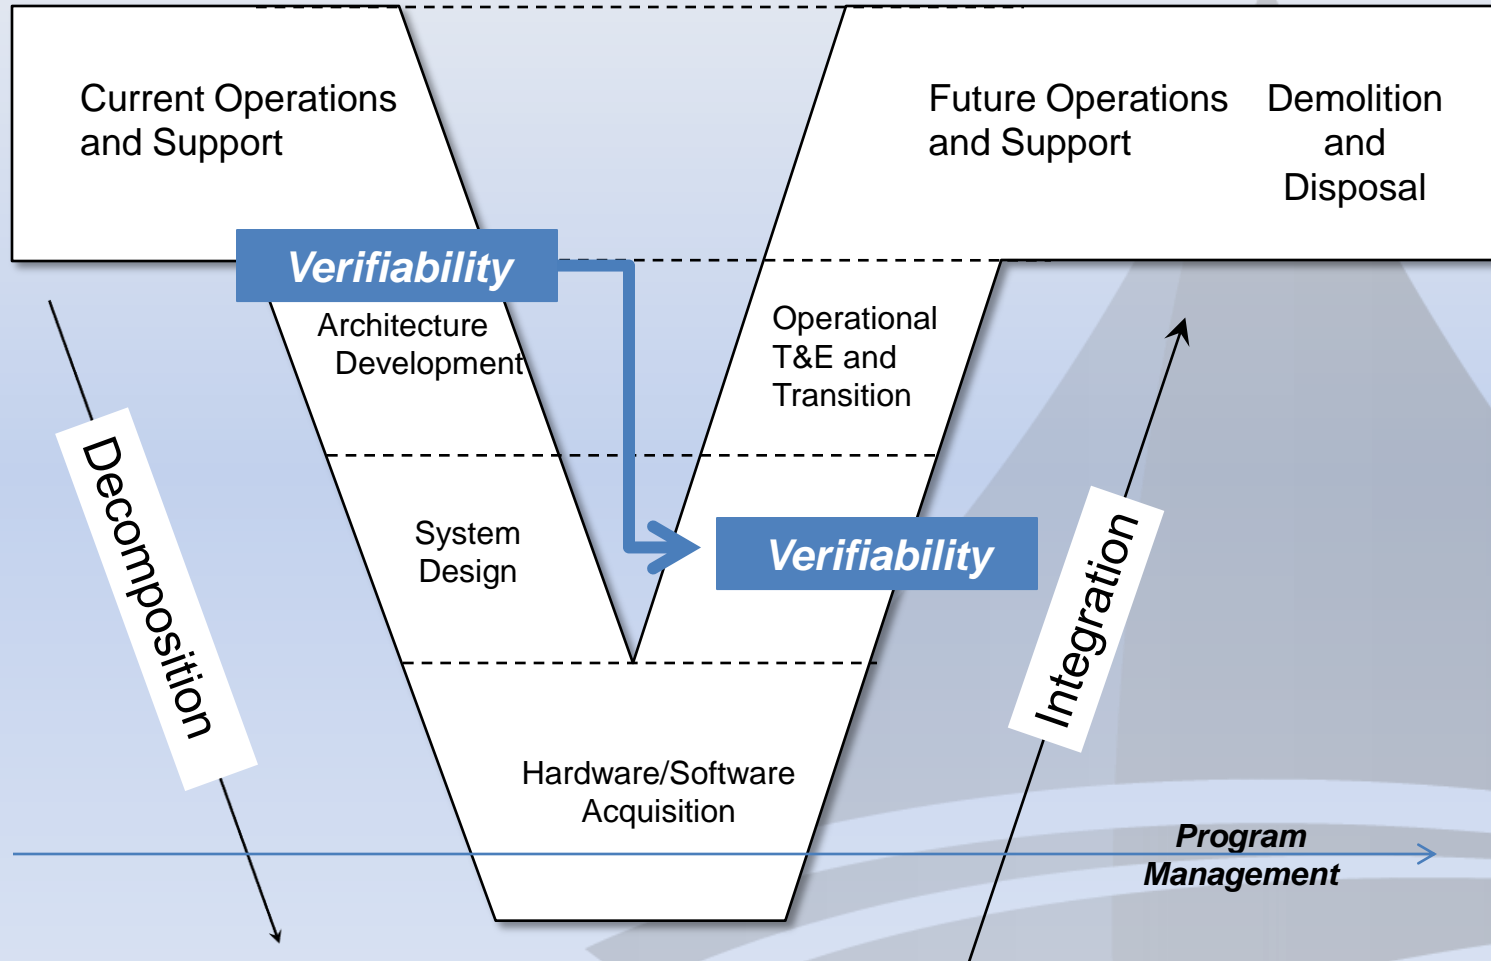 Current Operations
and Support
Future Operations
and Support
Demolition
and
Disposal
Verifiability
Architecture
Development
Operational
T&E and
Transition
Decomposition
System
Design
Verifiability
Integration
Hardware/Software
Acquisition
Program
Management